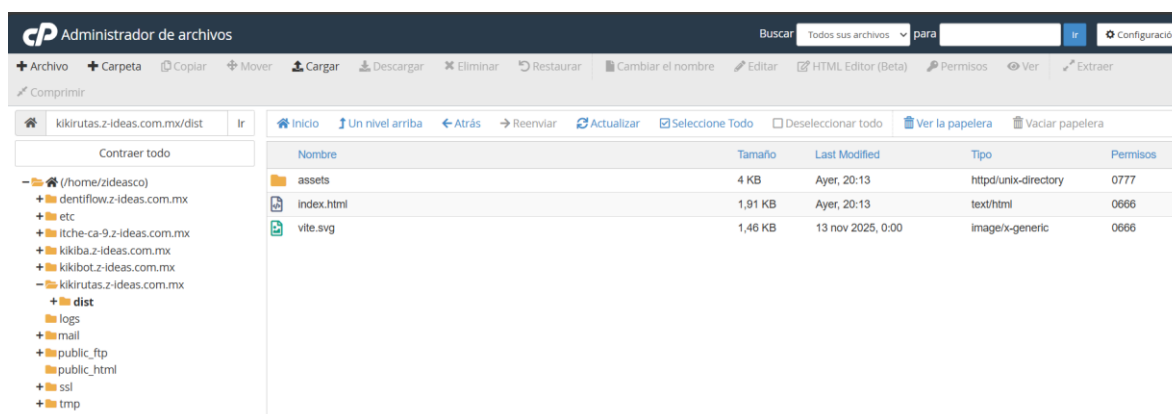 cP Administrador de archivos Buscar Todos sus archivos para Ir Configuració
Archivo Carpeta Copiar Mover Cargar Descargar Eliminar Restaurar Cambiar el nombre Editar HTML Editor (Beta) Permisos Ver Extraer
Comprimir
kikirutas.z-ideas.com.mx/dist Ir Inicio Un nivel arriba Atrás Reenviar Actualizar Seleccione Todo Deseleccionar todo Ver la papelera Vaciar papelera
Contraer todo
Nombre Tamaño Last Modified Tipo Permisos
assets 4 KB Ayer, 20:13 httpd/unix-directory 0777
index.html 1,91 KB Ayer, 20:13 text/html 0666
vite.svg 1,46 KB 13 nov 2025, 0:00 image/x-generic 0666
(/home/zideasco)
dentiflow.z-ideas.com.mx
etc
itche-ca-9.z-ideas.com.mx
kikiba.z-ideas.com.mx
kikibot.z-ideas.com.mx
kikirutas.z-ideas.com.mx
dist
logs
mail
public_ftp
public_html
ssl
tmp